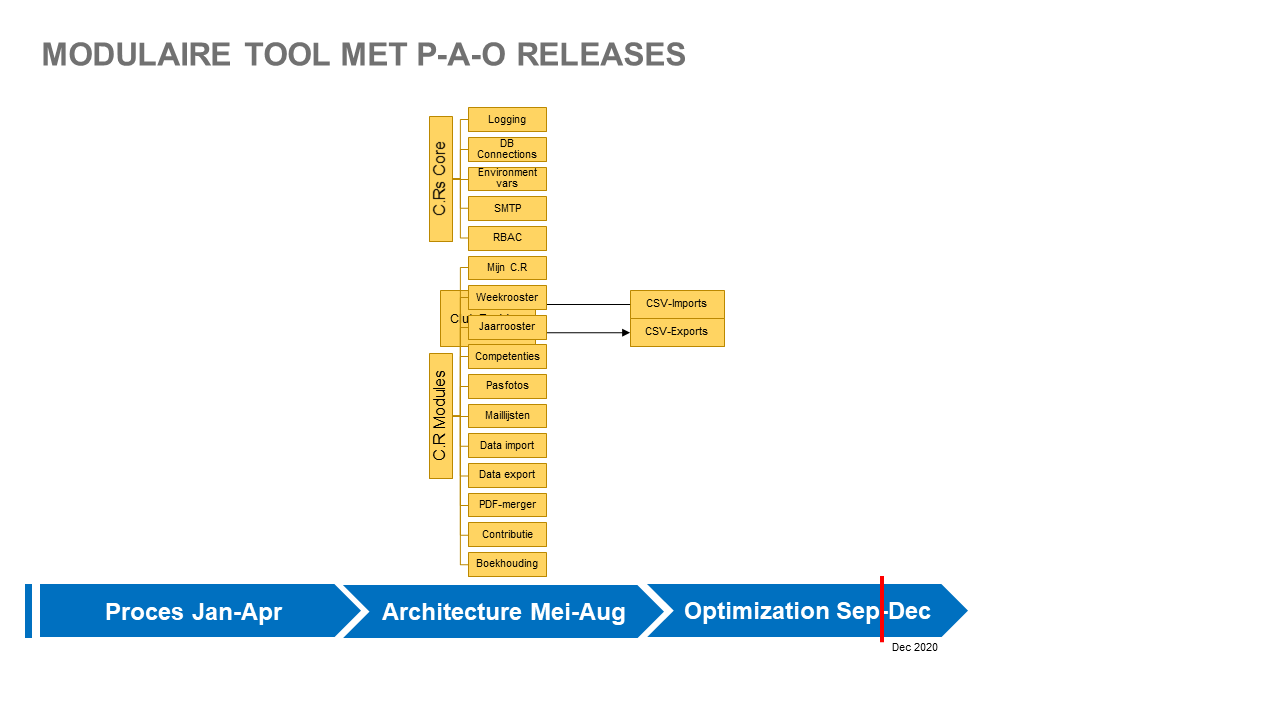 MODULAIRE TOOL MET P-A-O RELEASES
C.Rs Core
Logging
DB
Connections
Environment
vars
SMTP
RBAC
C.R Modules
Mijn C.R
Weekrooster
Jaarrooster
Competenties
Pasfotos
Maillijsten
Data import
Data export
PDF-merger
Contributie
Boekhouding
CSV-Imports
CSV-Exports
Proces Jan-Apr
Architecture Mei-Aug
Optimization Sep-Dec
Dec 2020